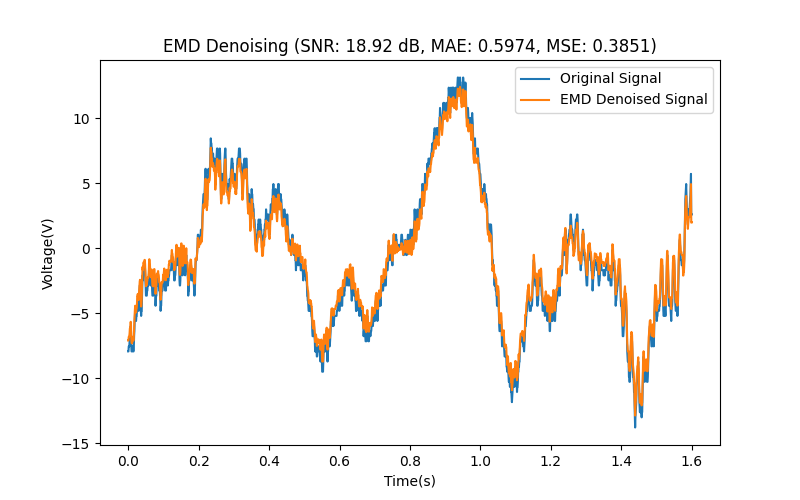 EMD Denoising (SNR: 18.92 dB, MAE: 0.5974, MSE: 0.3851)
Original Signal
EMD Denoised Signal
10
5
0
−5
−10
−15
Voltage(V)
0.0 0.2 0.4 0.6 0.8 1.0 1.2 1.4 1.6
Time(s)